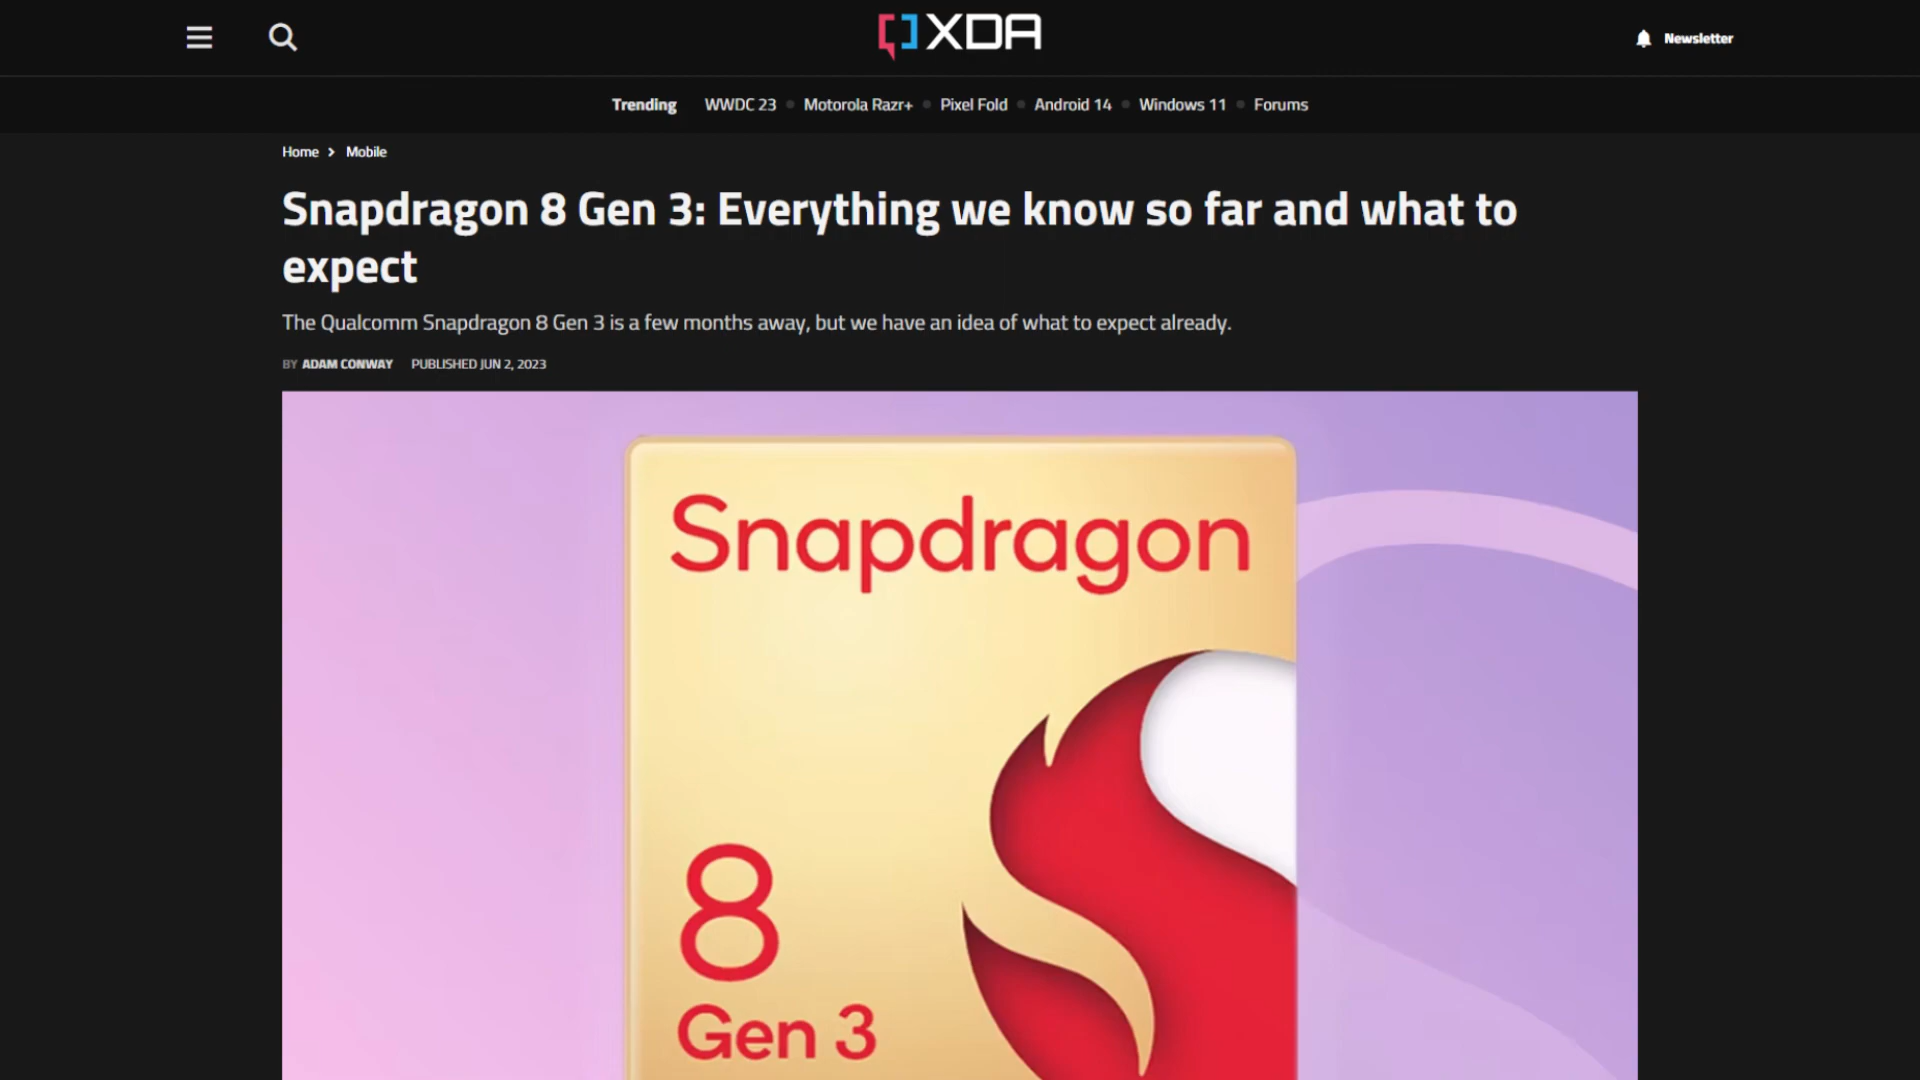 XDA
Newsletter
Trending WWDC 23 Motorola Razr+ Pixel Fold Android 14 Windows 11 Forums
Home > Mobile
Snapdragon 8 Gen 3: Everything we know so far and what to
expect
The Qualcomm Snapdragon 8 Gen 3 is a few months away, but we have an idea of what to expect already.
BY ADAM CONWAY PUBLISHED JUN 2, 2023
Snapdragon
8
Gen 3